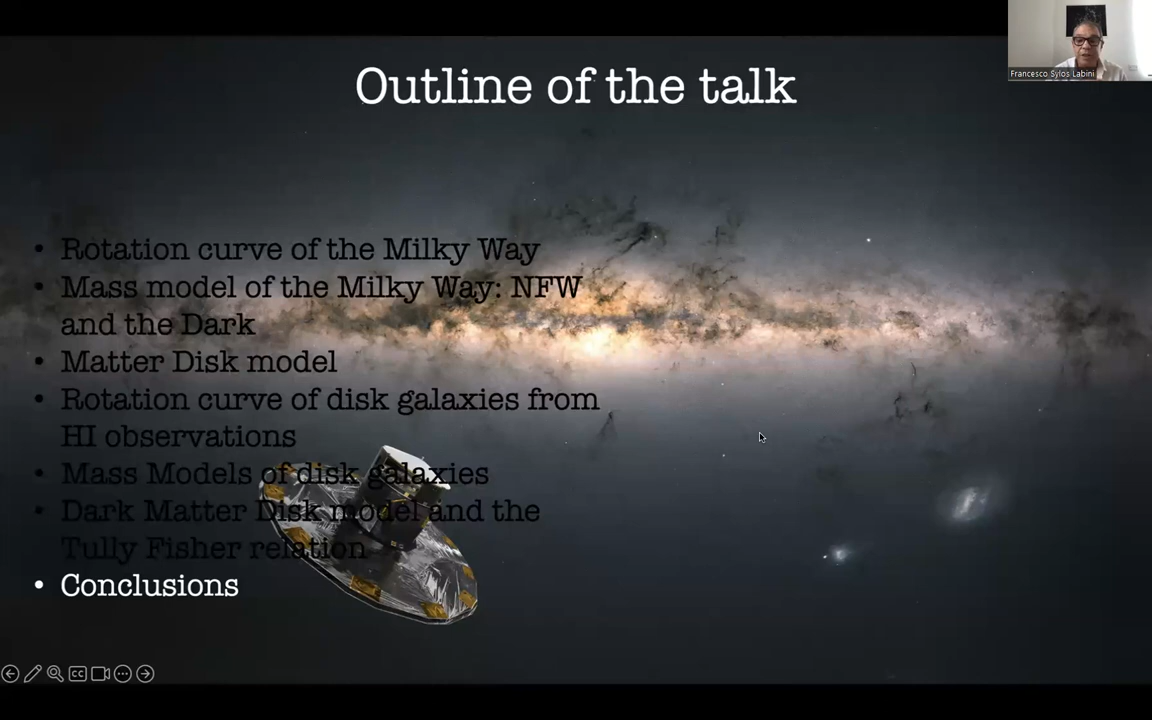 Francesco Sylos Labini
Outline of the talk
• Rotation curve of the Milky Way
• Mass model of the Milky Way: NFW
and the Dark
• Matter Disk model
• Rotation curve of disk galaxies from
HI observations
• Mass Models of disk galaxies
• Dark Matter Disk model and the
Tully Fisher relation
• Conclusions
CC